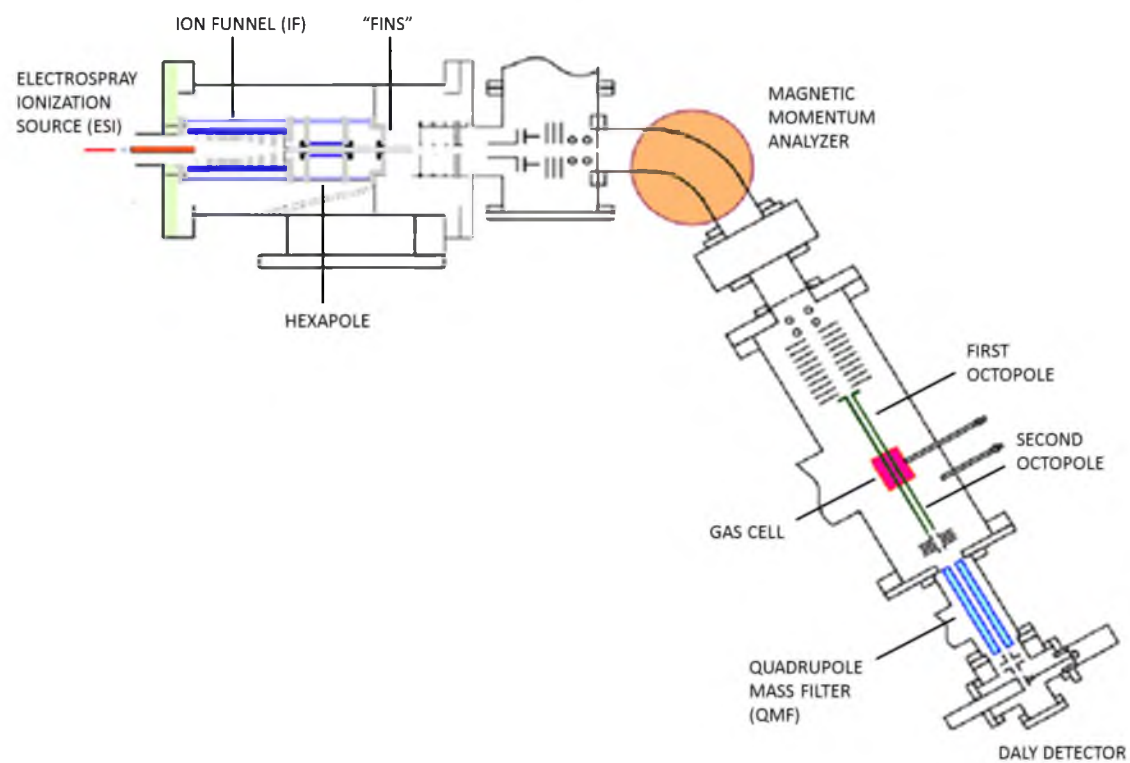 ION FUNNEL (IF)
“FINS”
ELECTROSPRAY
IONIZATION
SOURCE (ESI)
MAGNETIC
MOMENTUM
ANALYZER
HEXAPOLE
FIRST
OCTOPOLE
SECOND
OCTOPOLE
GAS CELL
QUADRUPOLE
MASS FILTER
(QMF)
DALY DETECTOR